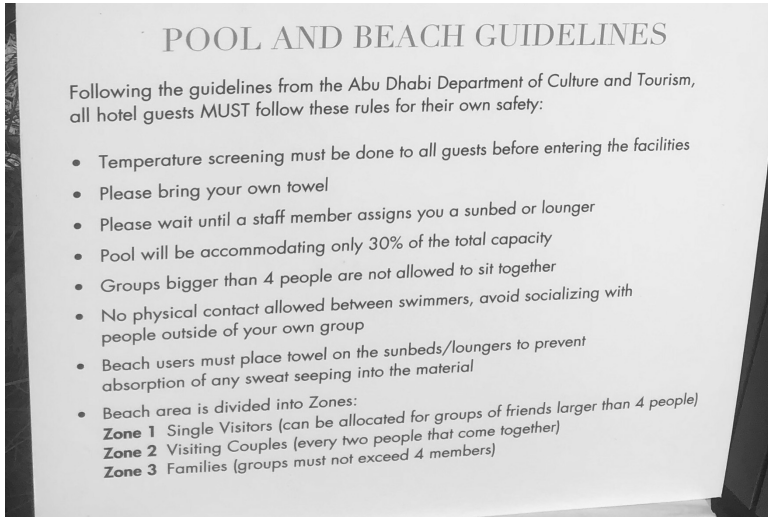 POOL AND BEACH GUIDELINES
Following the guidelines from the Abu Dhabi Department of Culture and Tourism,
all hotel guests MUST follow these rules for their own safety:
• Temperature screening must be done to all guests before entering the facilities
• Please bring your own towel
• Please wait until a staff member assigns you a sunbed or lounger
• Pool will be accommodating only 30% of the total capacity
• Groups bigger than 4 people are not allowed to sit together
• No physical contact allowed between swimmers, avoid socializing with
people outside of your own group
• Beach users must place towel on the sunbeds/loungers to prevent
absorption of any sweat seeping into the material
• Beach area is divided into Zones:
Zone 1 Single Visitors (can be allocated for groups of friends larger than 4 people)
Zone 2 Visiting Couples (every two people that come together)
Zone 3 Families (groups must not exceed 4 members)